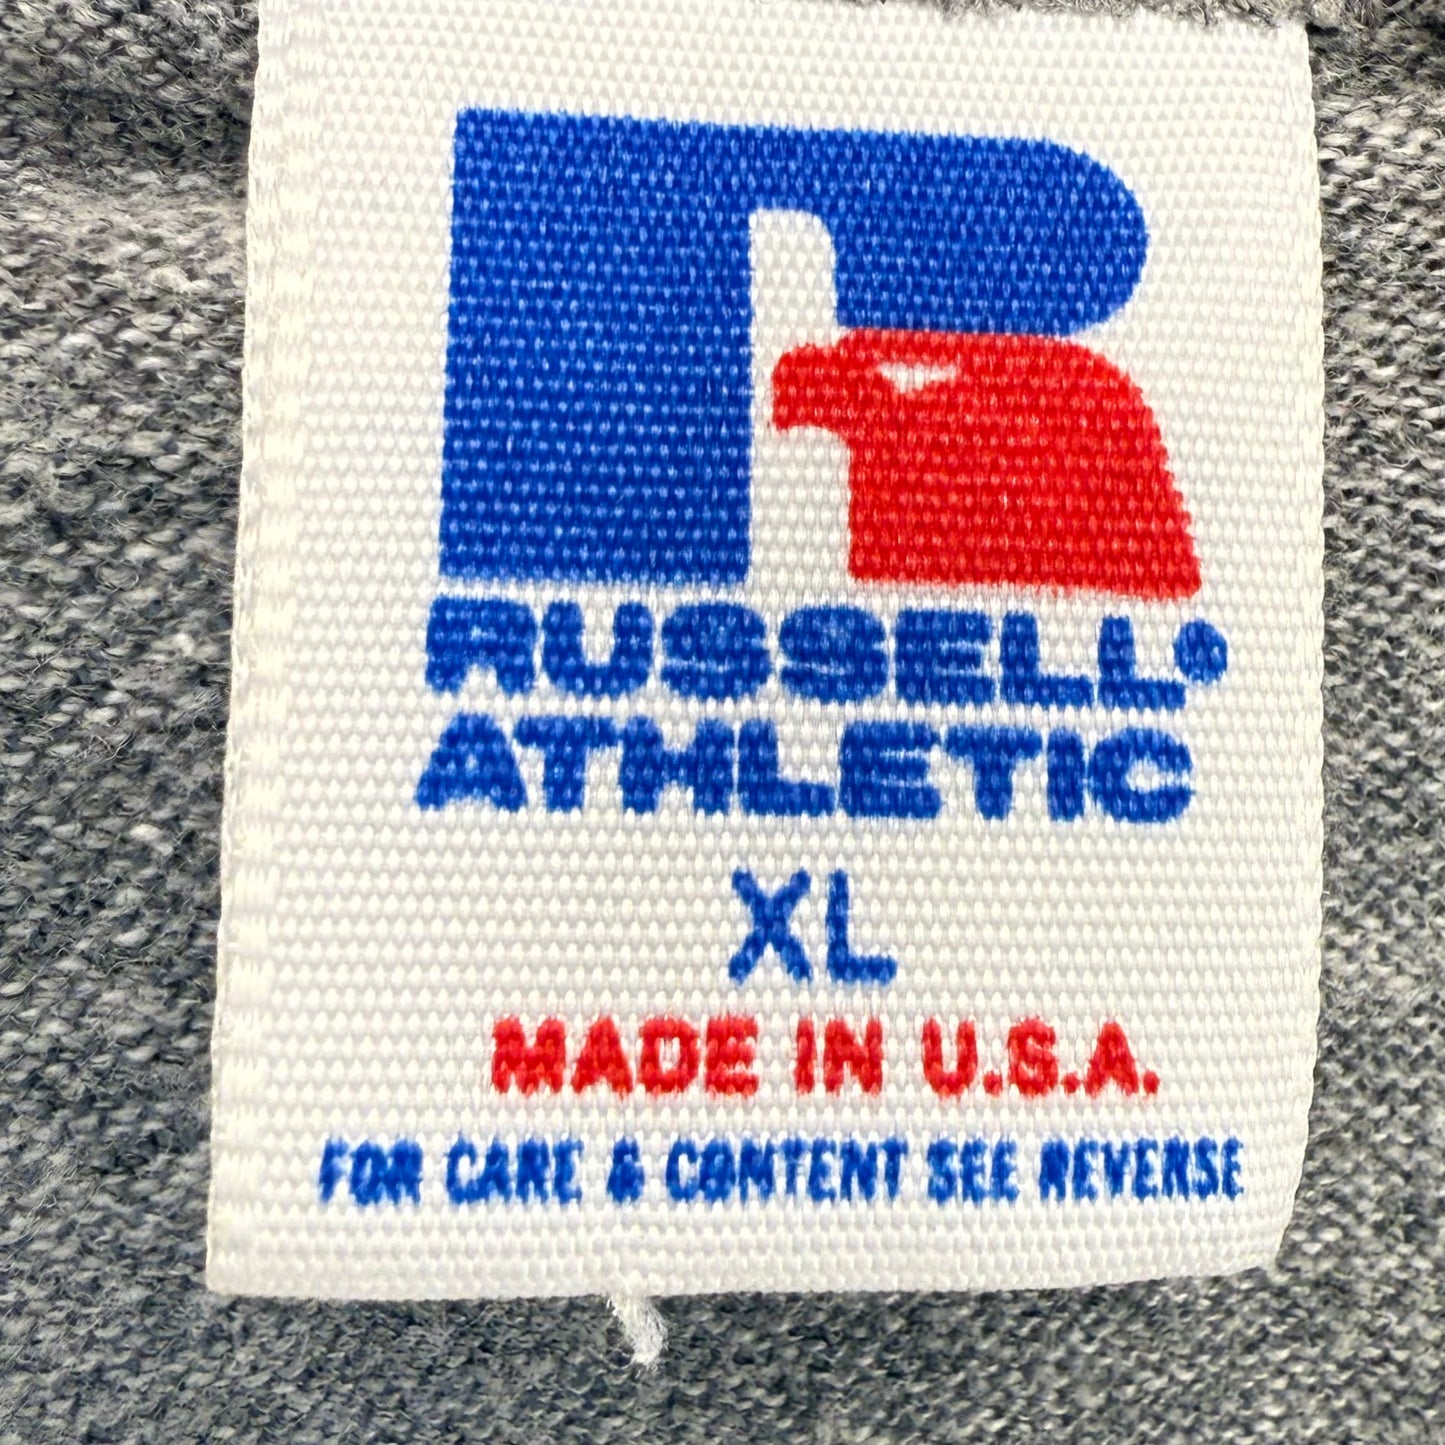 RUSSELL®
ATHLETIC
XL
MADE IN U.S.A.
FOR CARE & CONTENT SEE REVERSE